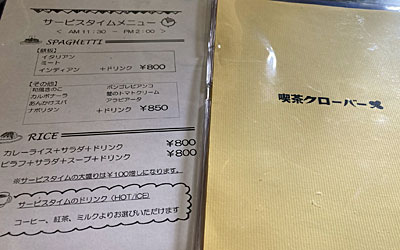 サービスタイムメニュー
< AM 11:30 ~ PM 2:00 >
SPAGHETTI
【鉄板】
イタリアン
ミート
インディアン +ドリンク ¥800
【その他】
和風きのこ ボンゴレビアンコ
カルボナーラ 蟹のトマトクリーム
あんかけスパ アラビアータ
ナポリタン +ドリンク ¥850
RICE
カレーライス+サラダ+ドリンク ¥800
ピラフ+サラダ+スープ+ドリンク ¥800
※サービスタイムの大盛りは¥100増しになります。
サービスタイムのドリンク(HOT/ICE)
コーヒー、紅茶、ミルクよりお選びいただけます
喫茶クローバー